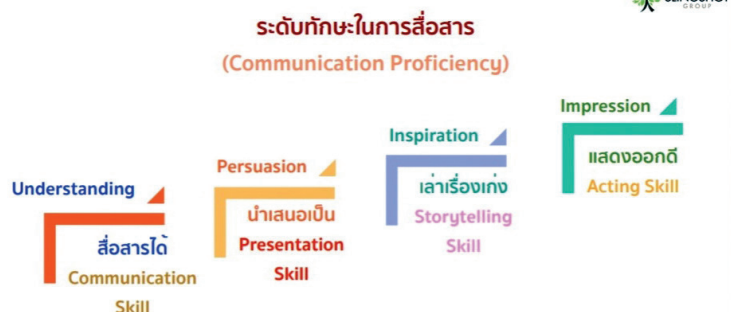 GROUP
ระดับทักษะในการสื่อสาร
(Communication Proficiency)
Understanding
สื่อสารได้
Communication
Skill
Persuasion
นำเสนอเป็น
Presentation
Skill
Inspiration
เล่าเรื่องเก่ง
Storytelling
Skill
Impression
แสดงออกดี
Acting Skill